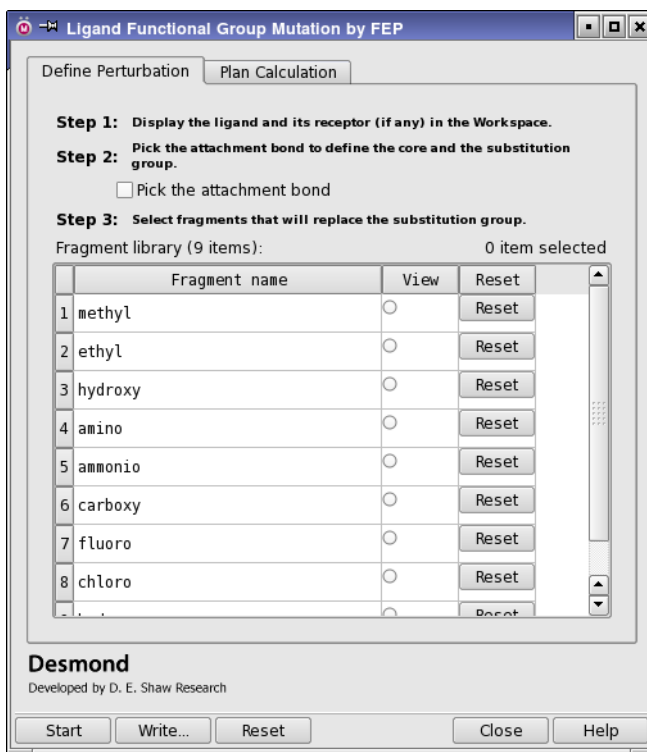 Ligand Functional Group Mutation by FEP
Define Perturbation Plan Calculation
Step 1: Display the ligand and its receptor (if any) in the Workspace.
Step 2: Pick the attachment bond to define the core and the substitution
group.
Pick the attachment bond
Step 3: Select fragments that will replace the substitution group.
Fragment library (9 items): 0 item selected
Fragment name View Reset
1 methyl Reset
2 ethyl Reset
3 hydroxy Reset
4 amino Reset
5 ammonio Reset
6 carboxy Reset
7 fluoro Reset
8 chloro Reset
Reset
Desmond
Developed by D. E. Shaw Research
Start Write... Reset Close Help